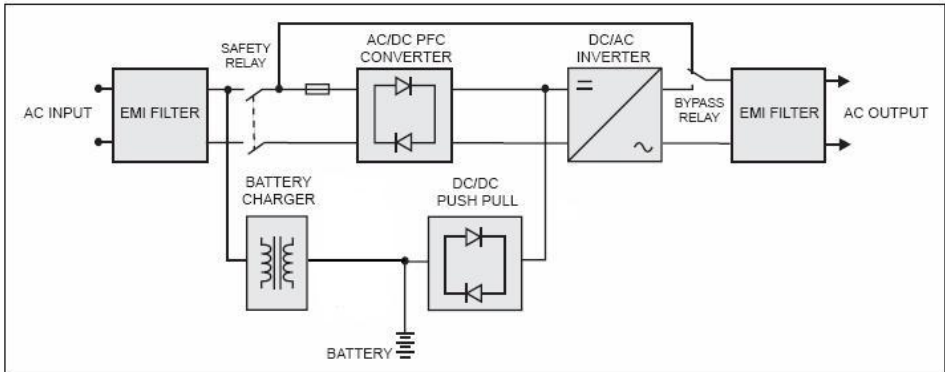 SAFETY
RELAY
AC/DC PFC
CONVERTER
DC/AC
INVERTER
AC INPUT
EMI FILTER
BYPASS
RELAY
EMI FILTER
AC OUTPUT
BATTERY
CHARGER
DC/DC
PUSH PULL
BATTERY